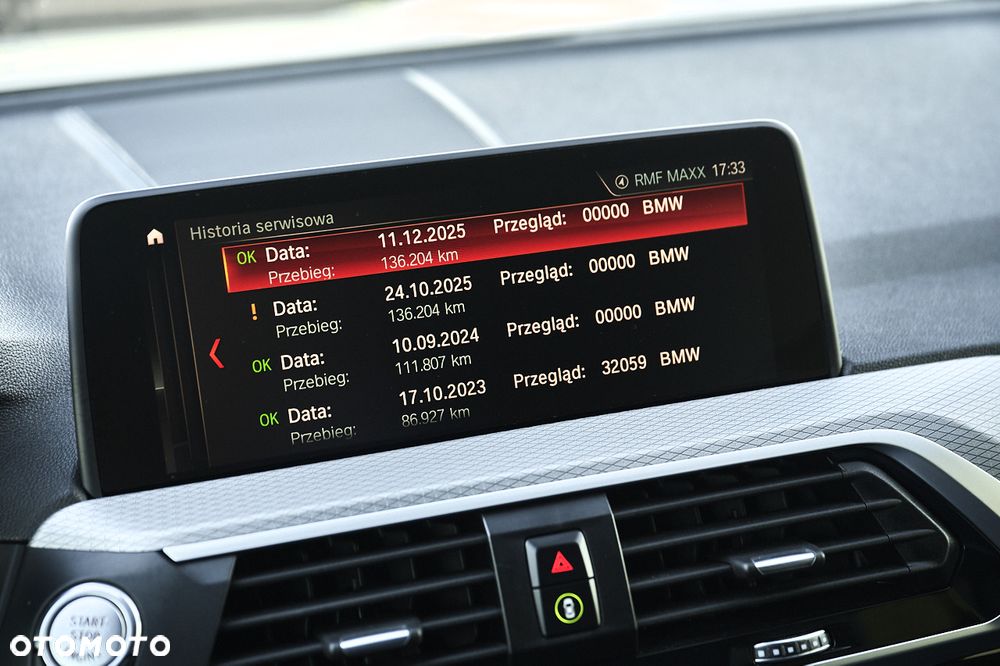 RMF MAXX 17:33
Historia serwisowa
OK Data: 11.12.2025 Przegląd: 00000 BMW
Przebieg: 136.204 km
! Data: 24.10.2025 Przegląd: 00000 BMW
Przebieg: 136.204 km
OK Data: 10.09.2024 Przegląd: 00000 BMW
Przebieg: 111.807 km
OK Data: 17.10.2023 Przegląd: 32059 BMW
Przebieg: 86.927 km
START
STOP
OTOMOTO